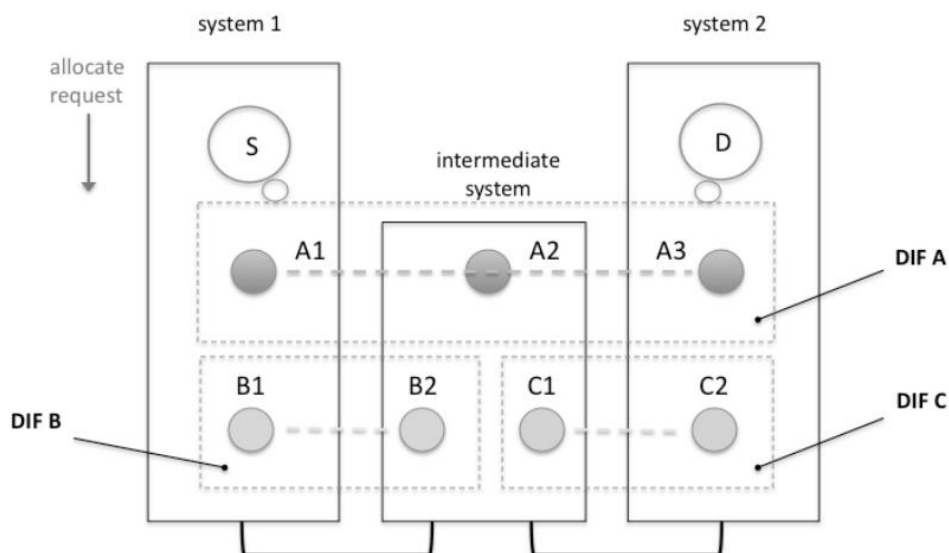 system 1
system 2
allocate
request
S
D
intermediate
system
A1
A2
A3
DIF A
B1
B2
C1
C2
DIF B
DIF C